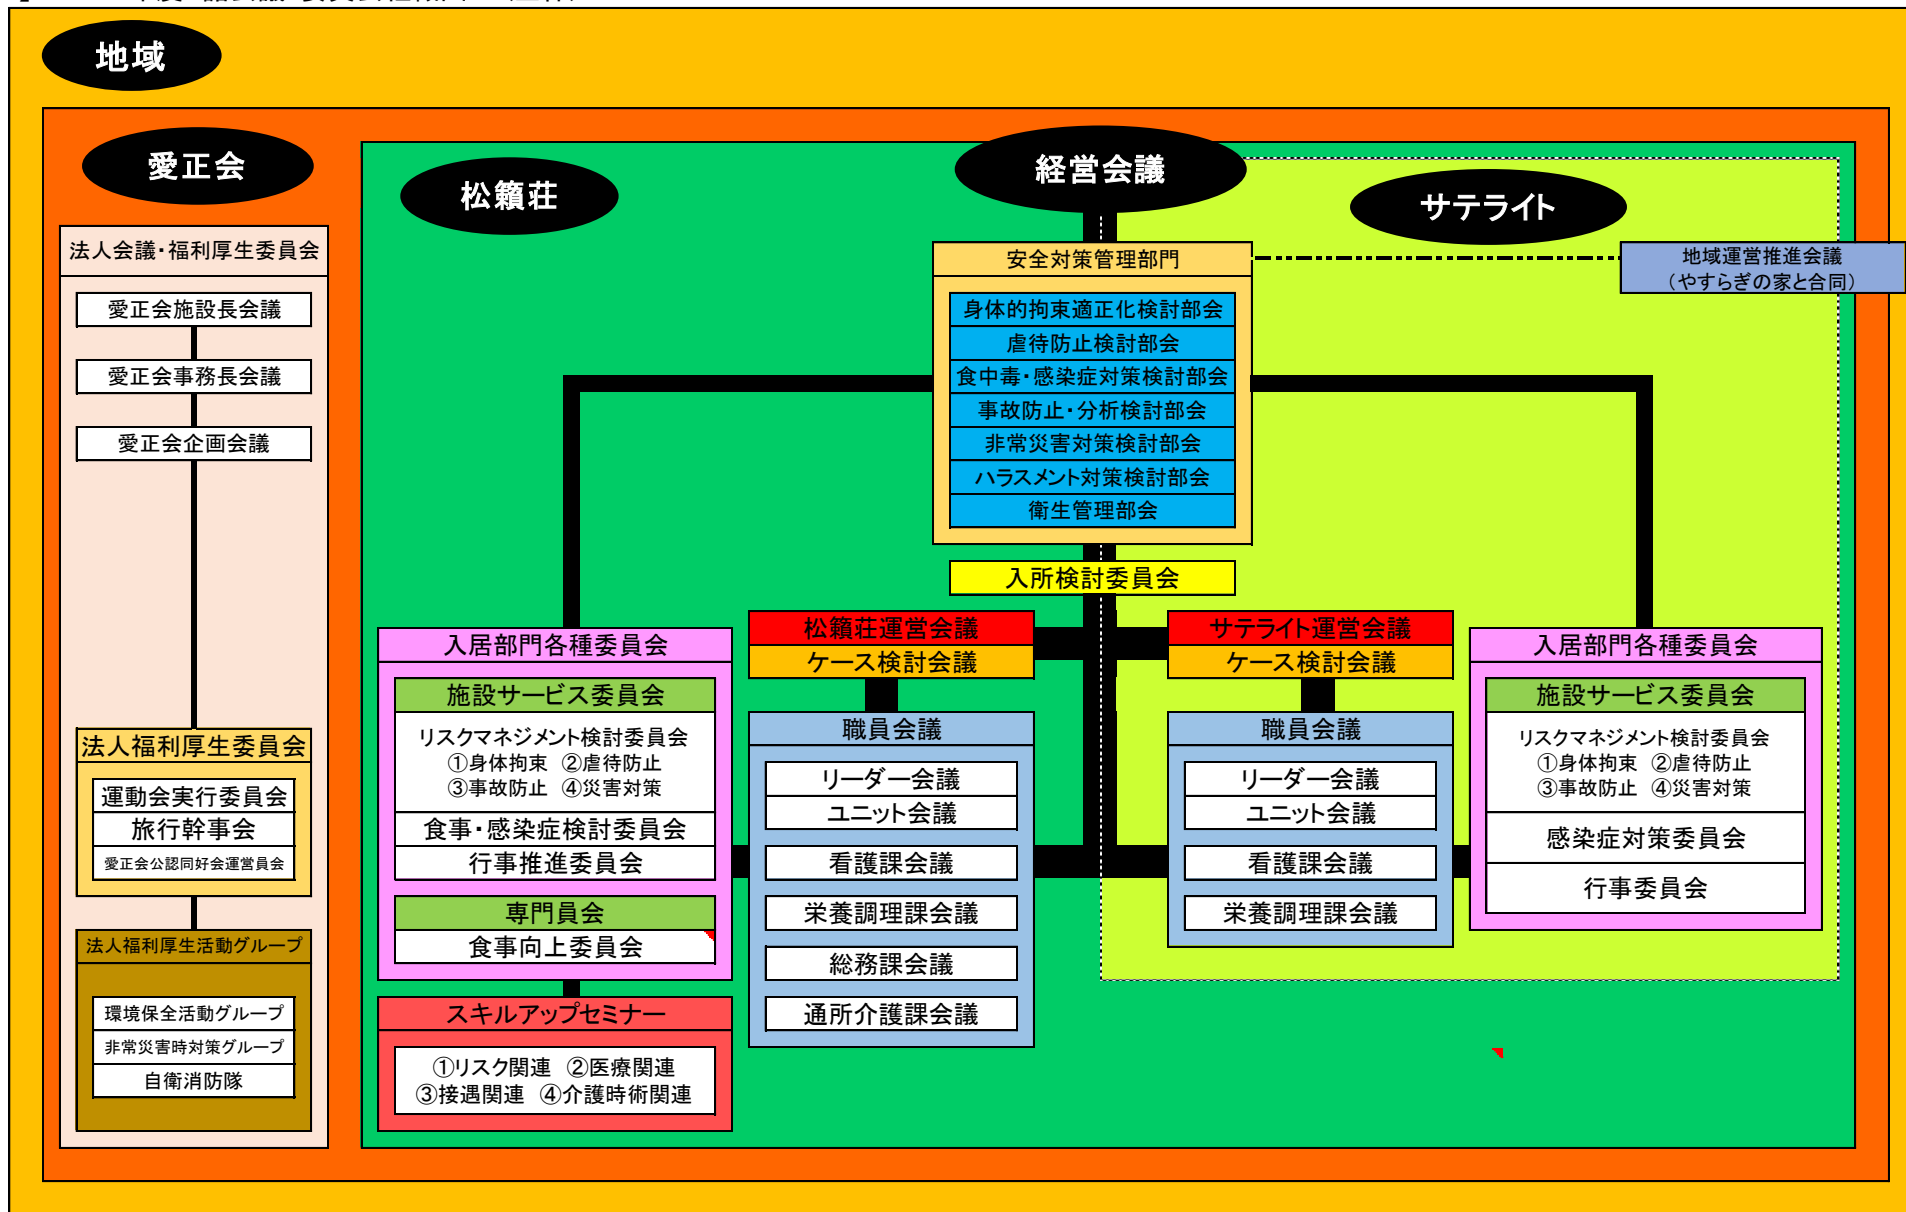 地域
愛正会
松籟荘
経営会議
サテライト
法人会議・福利厚生委員会
愛正会施設長会議
愛正会事務長会議
愛正会企画会議
法人福利厚生委員会
運動会実行委員会
旅行幹事会
愛正会公認同好会運営員会
法人福利厚生活動グループ
環境保全活動グループ
非常災害時対策グループ
自衛消防隊
安全対策管理部門
身体的拘束適正化検討部会
虐待防止検討部会
食中毒・感染症対策検討部会
事故防止・分析検討部会
非常災害対策検討部会
ハラスメント対策検討部会
衛生管理部会
地域運営推進会議
（やすらぎの家と合同）
入所検討委員会
入居部門各種委員会
施設サービス委員会
リスクマネジメント検討委員会
①身体拘束 ②虐待防止
③事故防止 ④災害対策
食事・感染症検討委員会
行事推進委員会
専門員会
食事向上委員会
スキルアップセミナー
①リスク関連 ②医療関連
③接遇関連 ④介護時術関連
松籟荘運営会議
ケース検討会議
職員会議
リーダー会議
ユニット会議
看護課会議
栄養調理課会議
総務課会議
通所介護課会議
サテライト運営会議
ケース検討会議
職員会議
リーダー会議
ユニット会議
看護課会議
栄養調理課会議
入居部門各種委員会
施設サービス委員会
リスクマネジメント検討委員会
①身体拘束 ②虐待防止
③事故防止 ④災害対策
感染症対策委員会
行事委員会